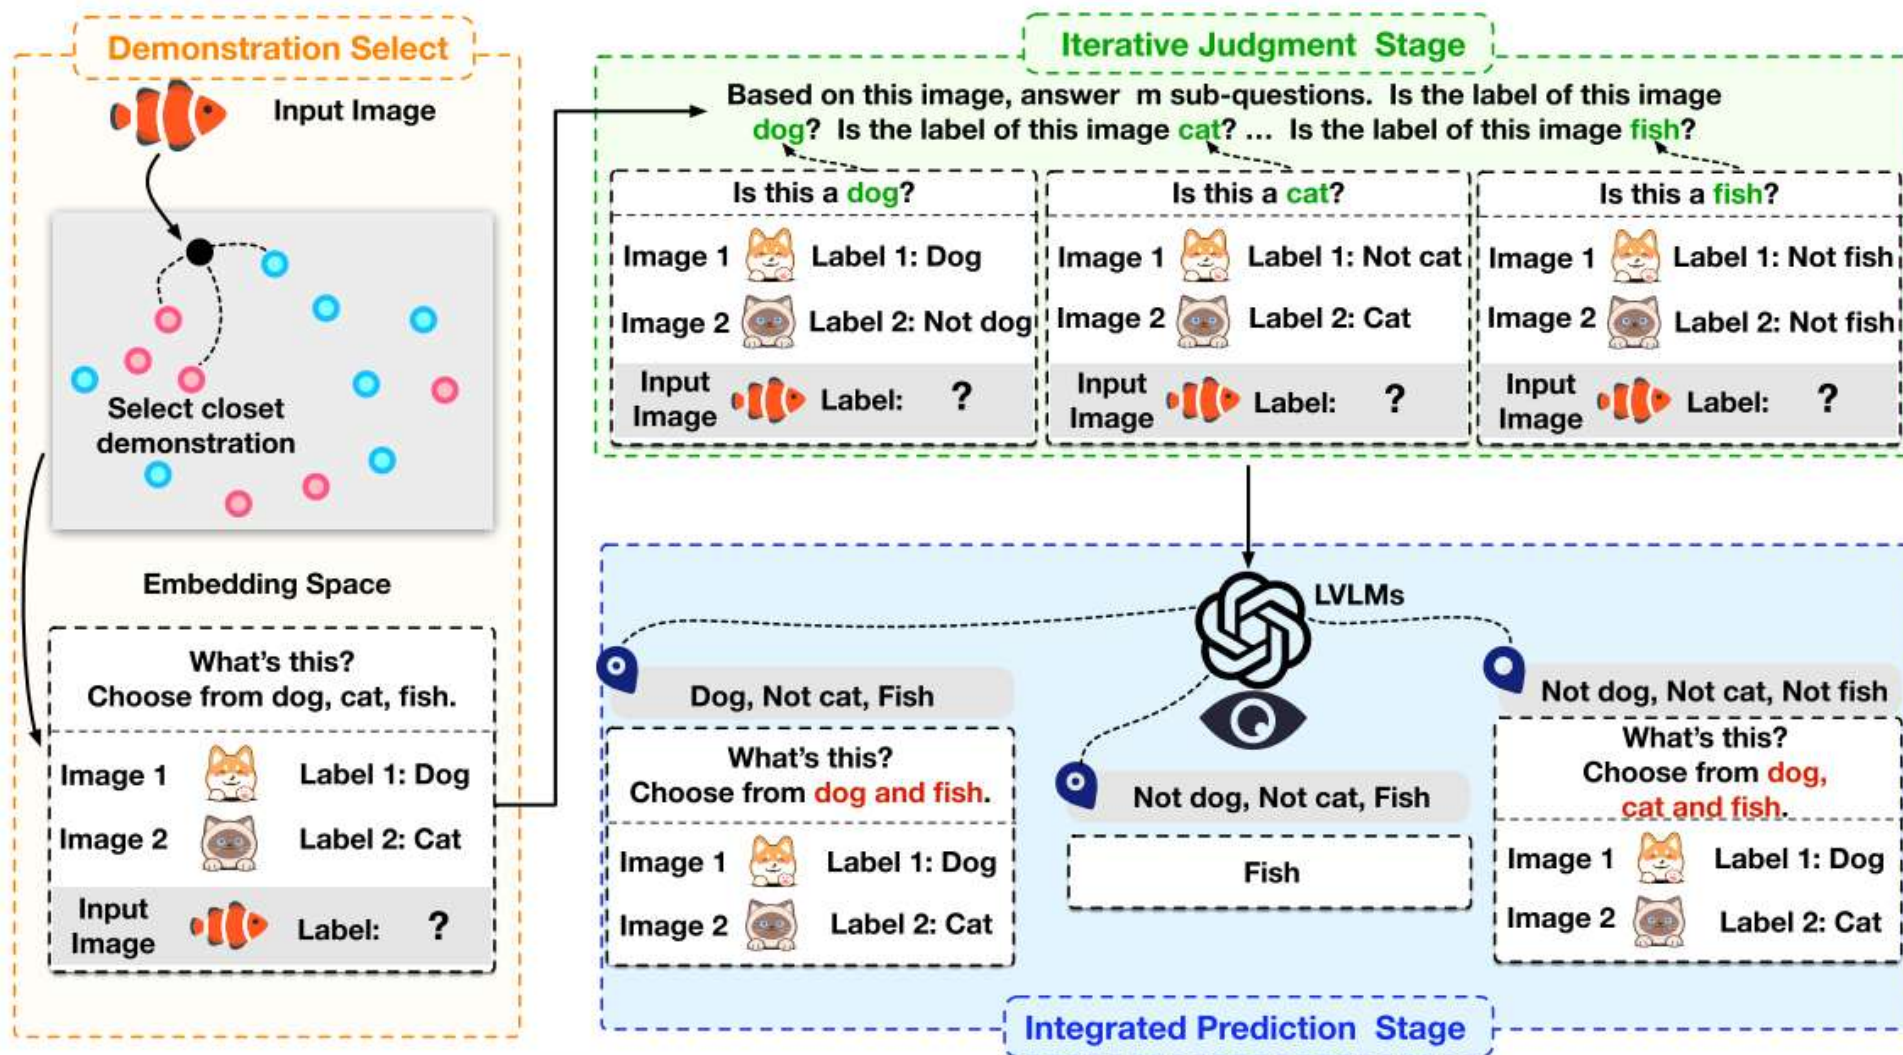 Demonstration Select
Input Image
Select closet
demonstration
Embedding Space
What's this?
Choose from dog, cat, fish.
Image 1 Label 1: Dog
Image 2 Label 2: Cat
Input
Image
Label: ?
Iterative Judgment Stage
Based on this image, answer m sub-questions. Is the label of this image
dog? Is the label of this image cat? ... Is the label of this image fish?
Is this a dog?
Image 1 Label 1: Dog
Image 2 Label 2: Not dog
Input
Image
Label: ?
Is this a cat?
Image 1 Label 1: Not cat
Image 2 Label 2: Cat
Input
Image
Label: ?
Is this a fish?
Image 1 Label 1: Not fish
Image 2 Label 2: Not fish
Input
Image
Label: ?
LVLMs
Dog, Not cat, Fish
What's this?
Choose from dog and fish.
Image 1 Label 1: Dog
Image 2 Label 2: Cat
Not dog, Not cat, Fish
Fish
Not dog, Not cat, Not fish
What's this?
Choose from dog,
cat and fish.
Image 1 Label 1: Dog
Image 2 Label 2: Cat
Integrated Prediction Stage